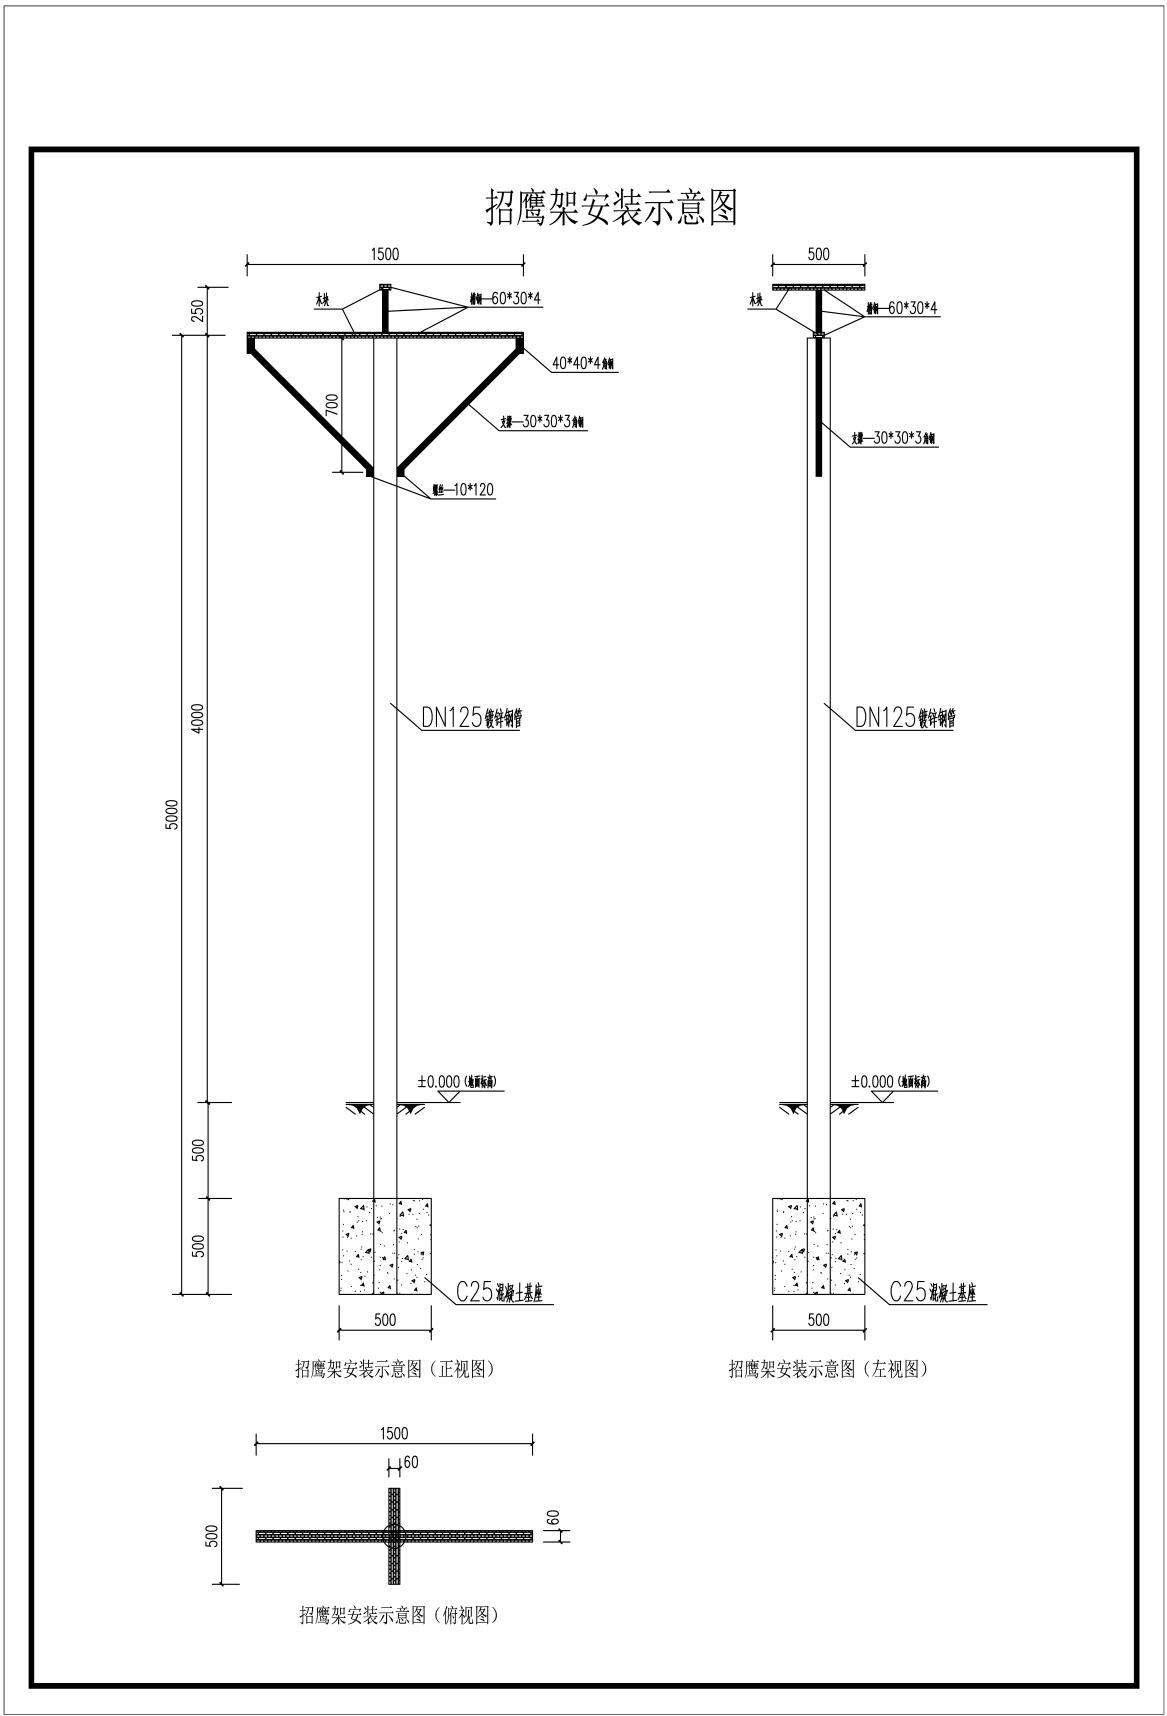 招鹰架安装示意图
1500
250
木块
槽钢—60*30*4
40*40*4角钢
700
支撑—30*30*3角钢
螺丝—10*120
4000
5000
DN125镀锌钢管
±0.000 (地面标高)
500
500
C25混凝土基座
500
招鹰架安装示意图（正视图）
500
木块
槽钢—60*30*4
支撑—30*30*3角钢
DN125镀锌钢管
±0.000 (地面标高)
C25混凝土基座
500
招鹰架安装示意图（左视图）
1500
60
500
60
招鹰架安装示意图（俯视图）